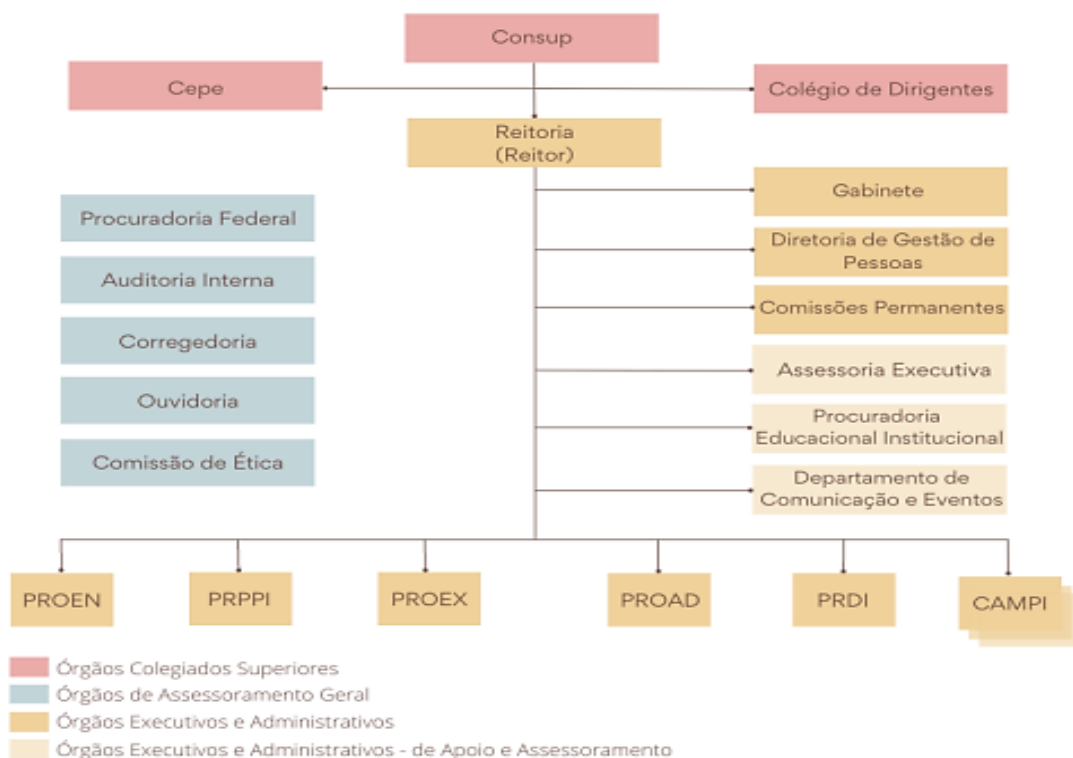 Consup
Cepe
Colégio de Dirigentes
Reitoria
(Reitor)
Procuradoria Federal
Auditoria Interna
Corregedoria
Ouvidoria
Comissão de Ética
Gabinete
Diretoria de Gestão de
Pessoas
Comissões Permanentes
Assessoria Executiva
Procuradoria
Educacional Institucional
Departamento de
Comunicação e Eventos
PROEN
PRPPI
PROEX
PROAD
PRDI
CAMPI
Órgãos Colegiados Superiores
Órgãos de Assessoramento Geral
Órgãos Executivos e Administrativos
Órgãos Executivos e Administrativos - de Apoio e Assessoramento